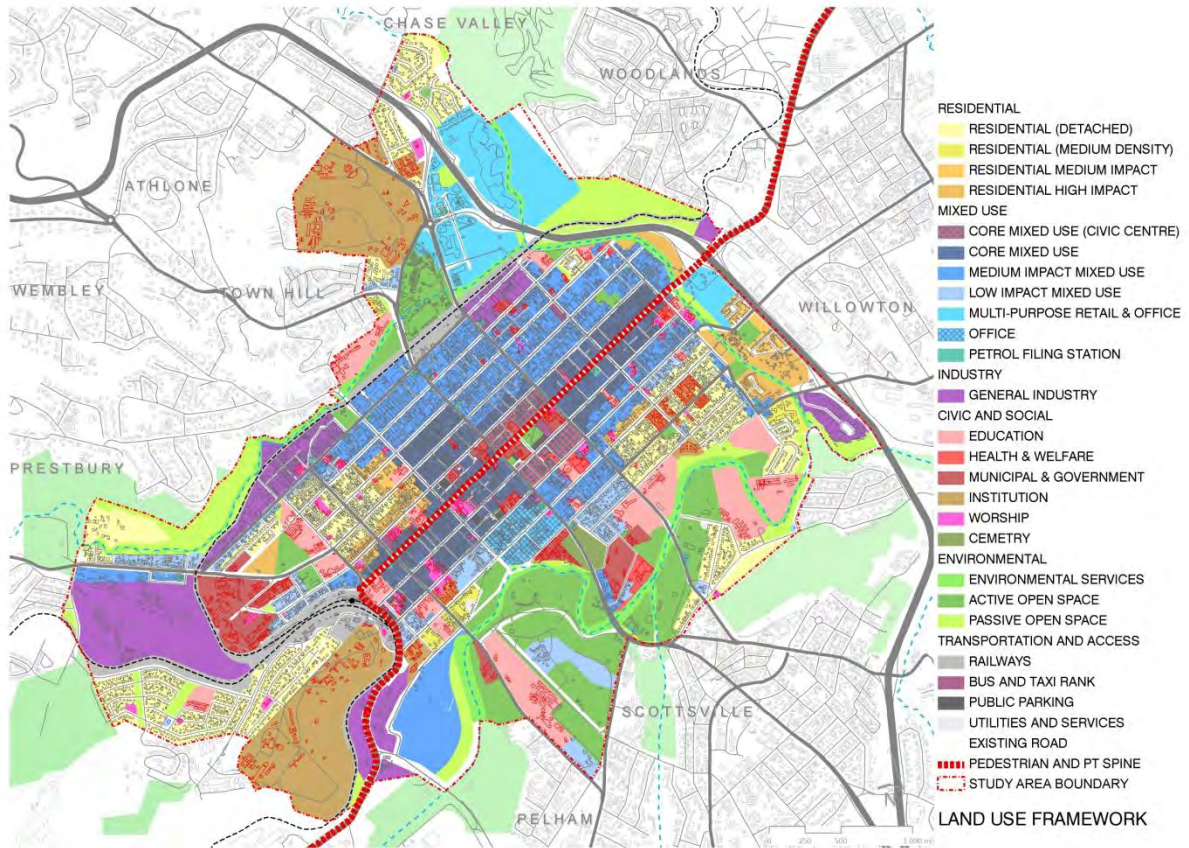 CHASE VALLEY
WOODLANDS
ATHLONE
WEMBLEY
TOWN HILL
WILLOWTON
PRESTBURY
SCOTTSVILLE
PELHAM
RESIDENTIAL
RESIDENTIAL (DETACHED)
RESIDENTIAL (MEDIUM DENSITY)
RESIDENTIAL MEDIUM IMPACT
RESIDENTIAL HIGH IMPACT
MIXED USE
CORE MIXED USE (CIVIC CENTRE)
CORE MIXED USE
MEDIUM IMPACT MIXED USE
LOW IMPACT MIXED USE
MULTI-PURPOSE RETAIL & OFFICE
OFFICE
PETROL FILING STATION
INDUSTRY
GENERAL INDUSTRY
CIVIC AND SOCIAL
EDUCATION
HEALTH & WELFARE
MUNICIPAL & GOVERNMENT
INSTITUTION
WORSHIP
CEMETRY
ENVIRONMENTAL
ENVIRONMENTAL SERVICES
ACTIVE OPEN SPACE
PASSIVE OPEN SPACE
TRANSPORTATION AND ACCESS
RAILWAYS
BUS AND TAXI RANK
PUBLIC PARKING
UTILITIES AND SERVICES
EXISTING ROAD
PEDESTRIAN AND PT SPINE
STUDY AREA BOUNDARY
LAND USE FRAMEWORK
0 250 500 1 000 m